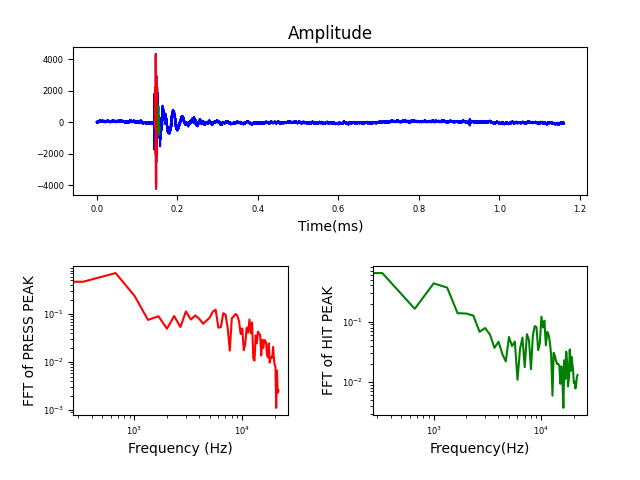 Amplitude
4000
2000
0
−2000
−4000
0.0 0.2 0.4 0.6 0.8 1.0 1.2
Time(ms)
FFT of PRESS PEAK
10⁻¹
10⁻²
10⁻³
10³ 10⁴
Frequency (Hz)
FFT of HIT PEAK
10⁻¹
10⁻²
10³ 10⁴
Frequency(Hz)